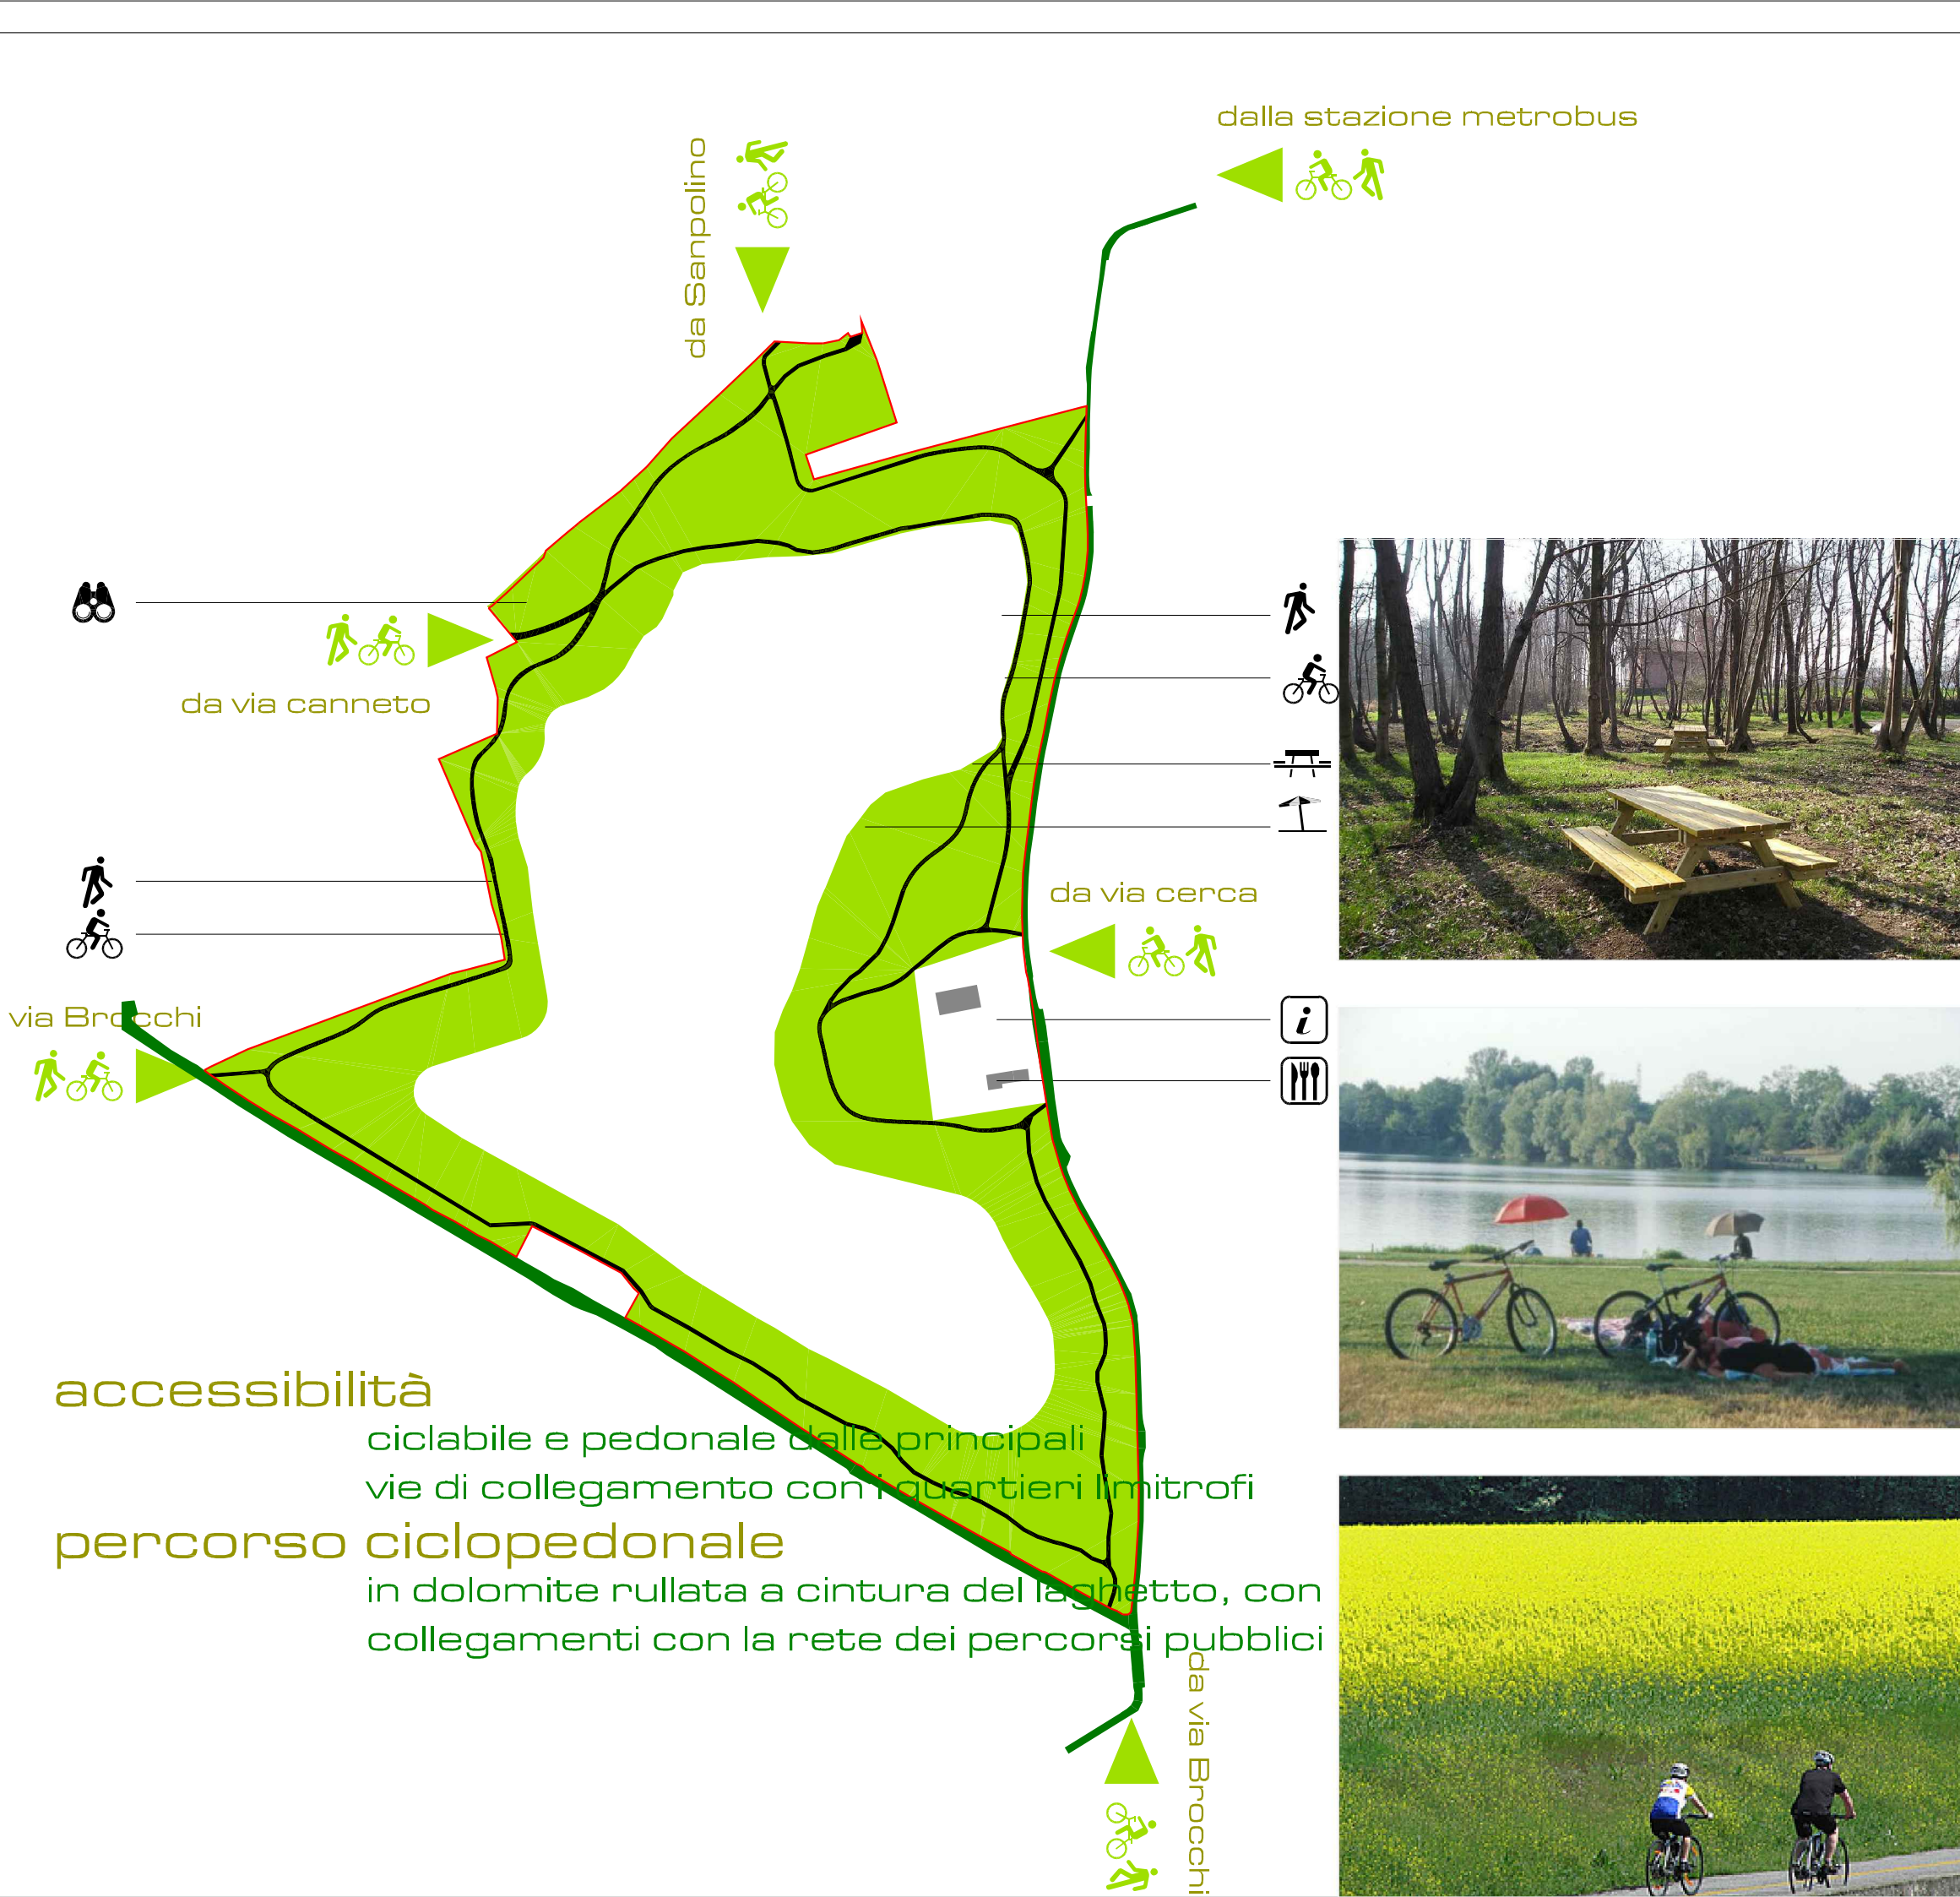 dalla stazione metrobus
da Sanpolino
da via canneto
da via cerca
via Brocchi
i
accessibilità
ciclabile e pedonale dalle principali
vie di collegamento con i quartieri limitrofi
percorso ciclopedonale
in dolomite rullata a cintura del laghetto, con
collegamenti con la rete dei percorsi pubblici
da via Brocchi